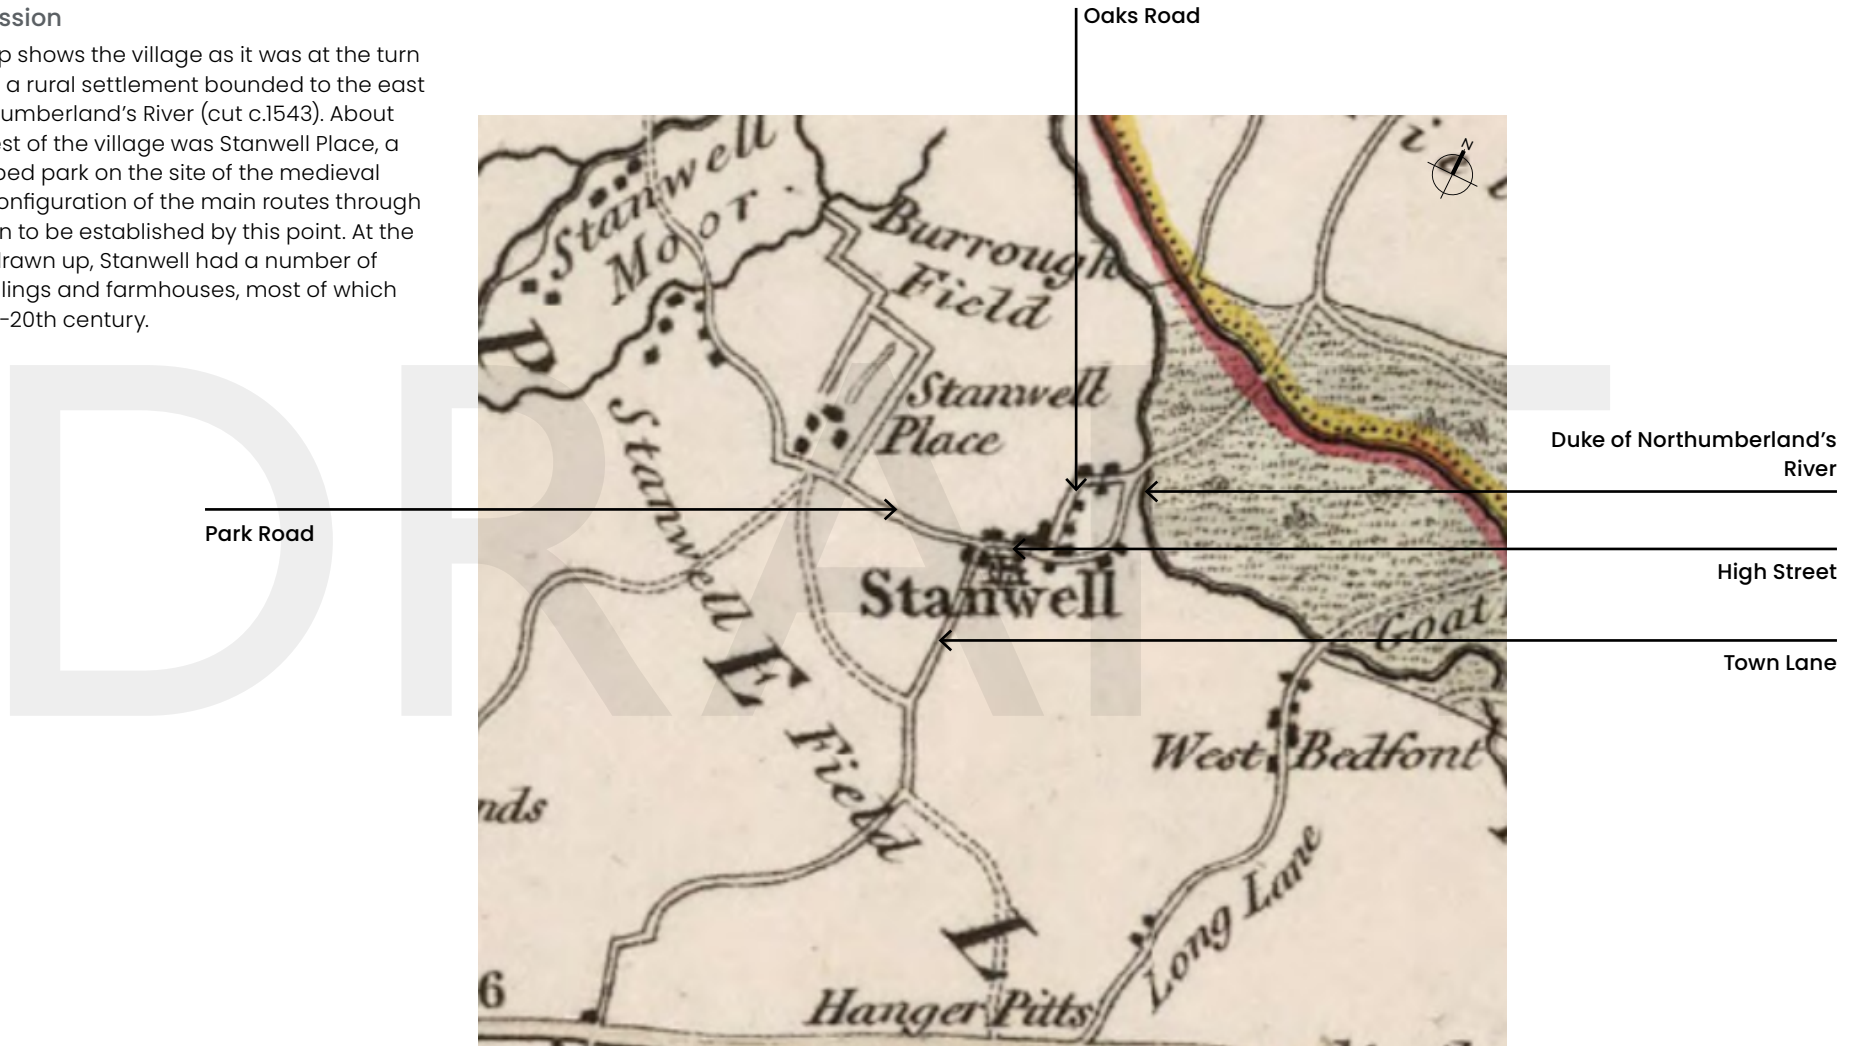 ssion
p shows the village as it was at the turn
a rural settlement bounded to the east
umberland’s River (cut c.1543). About
est of the village was Stanwell Place, a
ped park on the site of the medieval
onfiguration of the main routes through
n to be established by this point. At the
drawn up, Stanwell had a number of
llings and farmhouses, most of which
-20th century.
DRAFT
Oaks Road
Duke of Northumberland’s
River
Park Road
High Street
Town Lane
N
Stanwell
Moor
Burrough
Field
Stanwell
Place
P
Stanwell
Field
E
L
Stanwell
Goat
West Bedfont
nds
Long Lane
6
Hanger Pitts